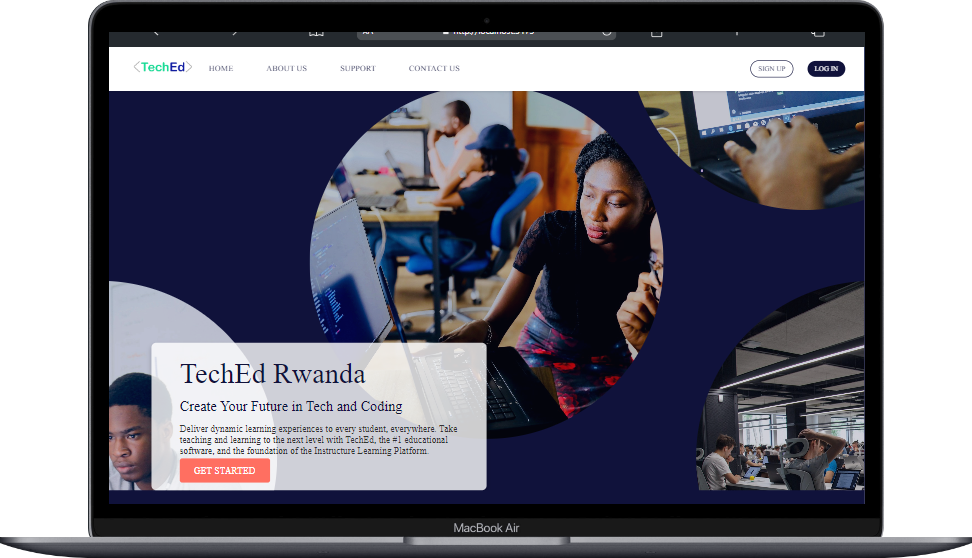 <TechEd>
HOME
ABOUT US
SUPPORT
CONTACT US
SIGN UP
LOG IN
TechEd Rwanda
Create Your Future in Tech and Coding
Deliver dynamic learning experiences to every student, everywhere. Take
teaching and learning to the next level with TechEd, the #1 educational
software, and the foundation of the Instructure Learning Platform.
GET STARTED
MacBook Air